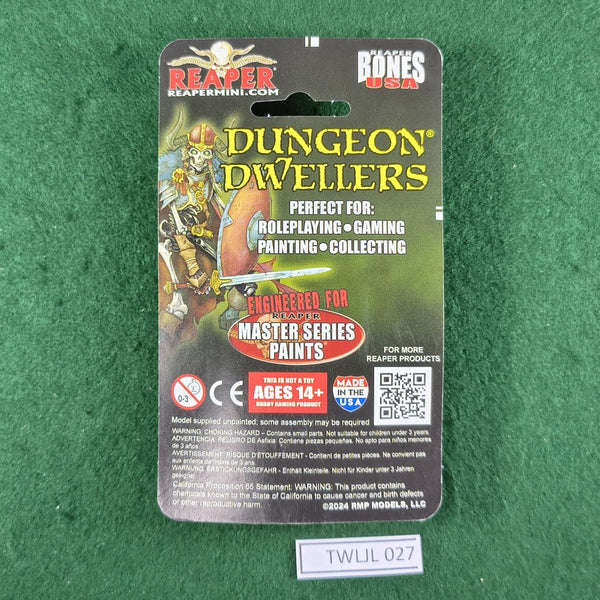 REAPER
REAPERMINI.COM
REAPER
BONES
USA
DUNGEON®
DWELLERS
PERFECT FOR:
ROLEPLAYING•GAMING
PAINTING•COLLECTING
ENGINEERED FOR
REAPER
MASTER SERIES
PAINTS
FOR MORE
REAPER PRODUCTS
0-3
CE
THIS IS NOT A TOY
AGES 14+
HOBBY GAMING PRODUCT
MADE
IN THE
USA
Model supplied unpainted; some assembly may be required
WARNING: CHOKING HAZARD – Contains small parts. Not suitable for children under 3 years.
ADVERTENCIA: PELIGRO DE Asfixia: Contiene piezas pequeñas. No apto para niños menores
de 3 años.
AVERTISSEMENT: RISQUE D'ÉTOUFFEMENT - Contient de petites pièces. Ne convient pas
aux enfants de moins de 3 ans.
WARNUNG: ERSTICKUNGSGEFAHR - Enthält Kleinteile. Nicht für Kinder unter 3 Jahren
geeignet
California Proposition 65 Statement: WARNING: This product contains
chemicals known to the State of California to cause cancer and birth defects
or other reproductive harm.
©2024 RMP MODELS, LLC
TWLJL 027